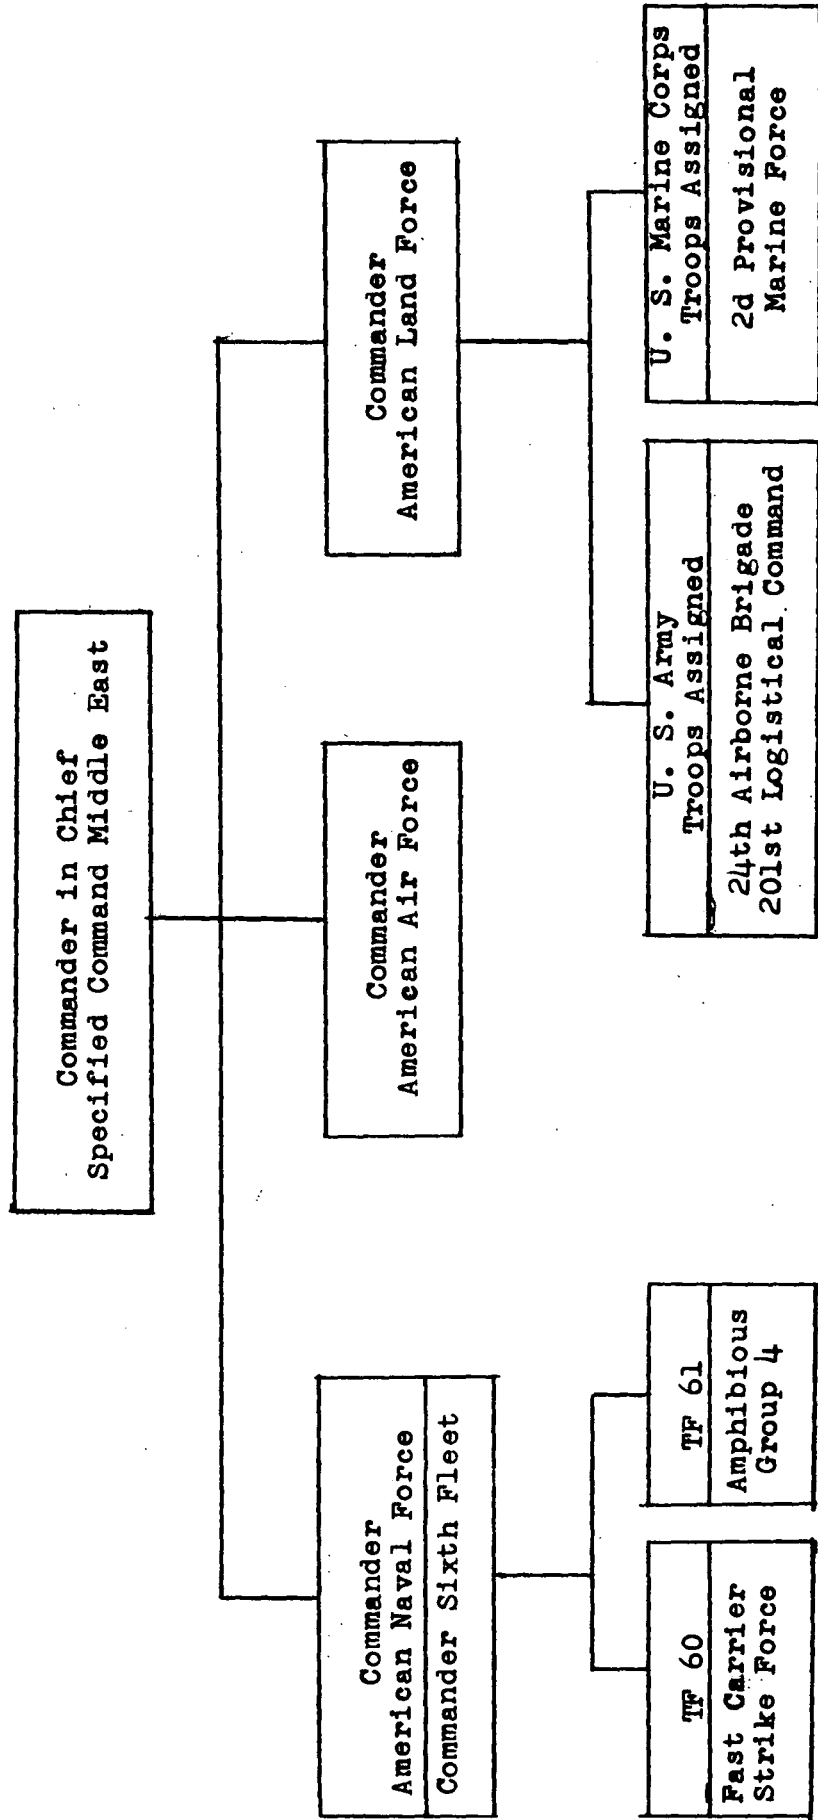 Commander in Chief
Specified Command Middle East
Commander
American Naval Force
Commander Sixth Fleet
Commander
American Air Force
Commander
American Land Force
TF 60
Fast Carrier
Strike Force
TF 61
Amphibious
Group 4
U. S. Army
Troops Assigned
24th Airborne Brigade
201st Logistical Command
U. S. Marine Corps
Troops Assigned
2d Provisional
Marine Force